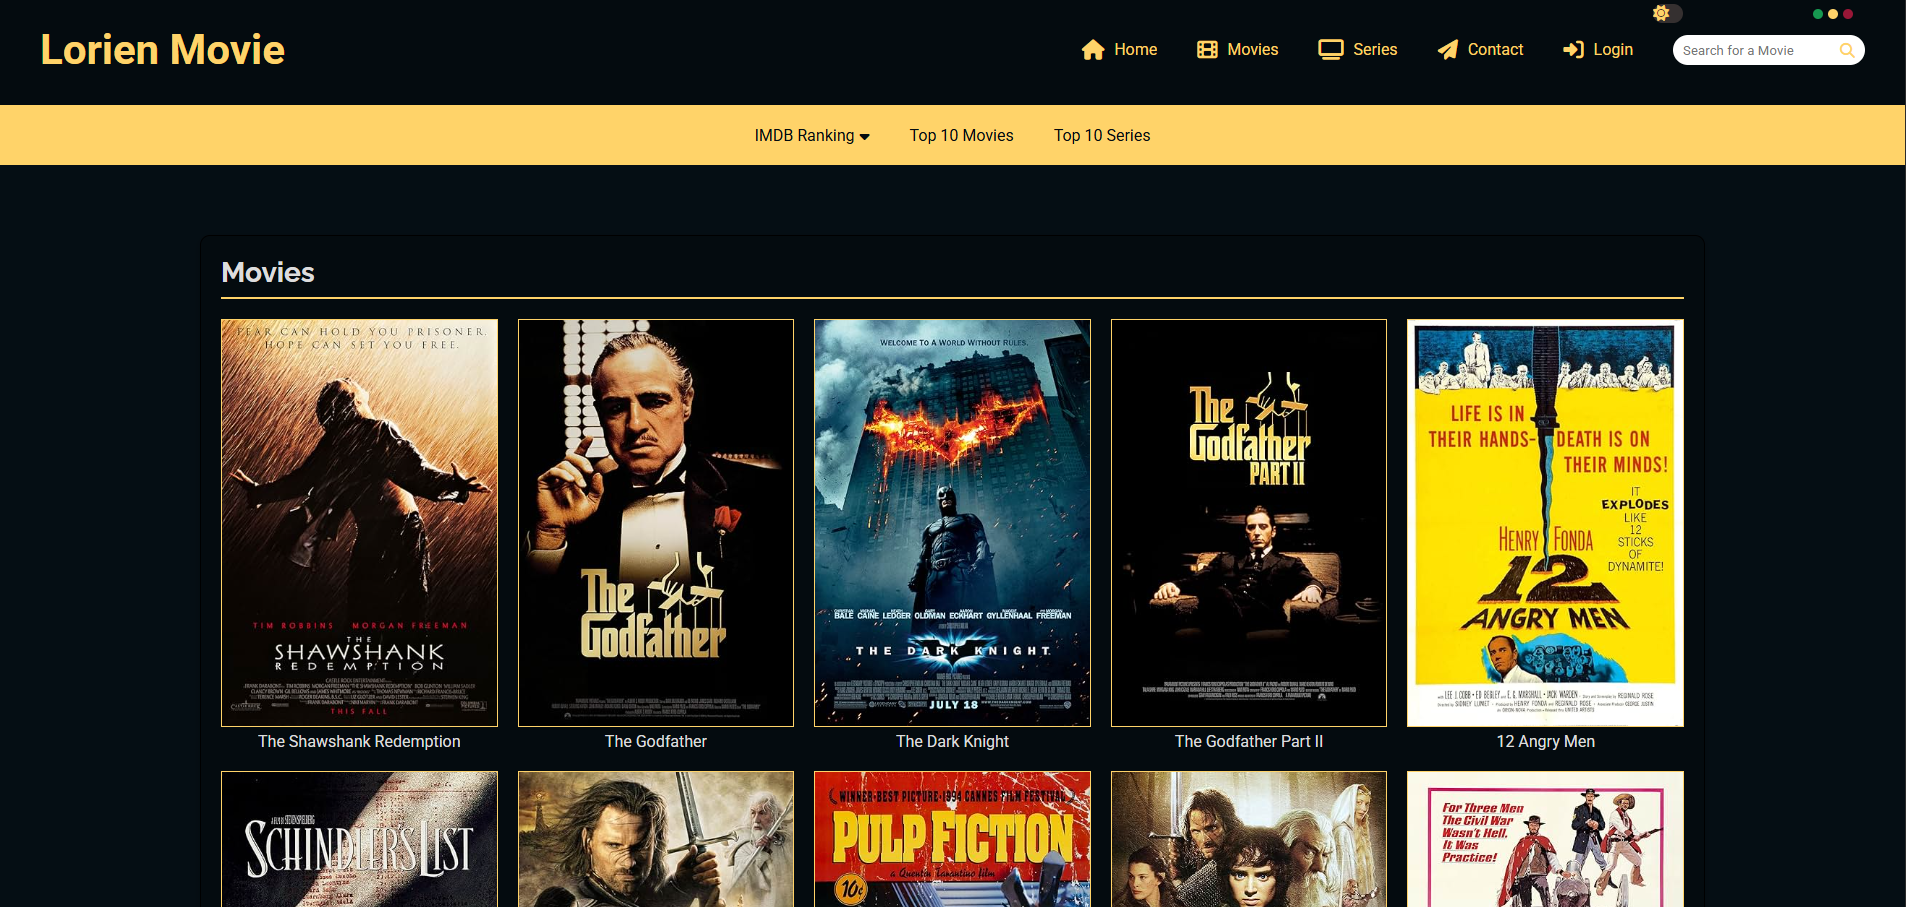 Lorien Movie
Home
Movies
Series
Contact
Login
Search for a Movie
IMDB Ranking
Top 10 Movies
Top 10 Series
Movies
FEAR CAN HOLD YOU PRISONER.
HOPE CAN SET YOU FREE.
TIM ROBBINS MORGAN FREEMAN
THE
SHAWSHANK
REDEMPTION
THIS FALL
The Shawshank Redemption
The
Godfather
The Godfather
WELCOME TO A WORLD WITHOUT RULES.
BALE CAINE LEDGER OLDMAN ECKHART GYLLENHAAL FREEMAN
THE DARK KNIGHT
JULY 18
The Dark Knight
The
Godfather
PART II
The Godfather Part II
LIFE IS IN
THEIR HANDS- DEATH IS ON
THEIR MINDS!
IT
EXPLODES
LIKE
12
STICKS
OF
DYNAMITE!
HENRY FONDA
12
ANGRY MEN
12 Angry Men
SCHINDLER'S LIST
WINNER-BEST PICTURE-1994 CANNES FILM FESTIVAL
PULP FICTION
a Quentin Tarantino film
10¢
For Three Men
The Civil War
Wasn't Hell.
It Was
Practice!